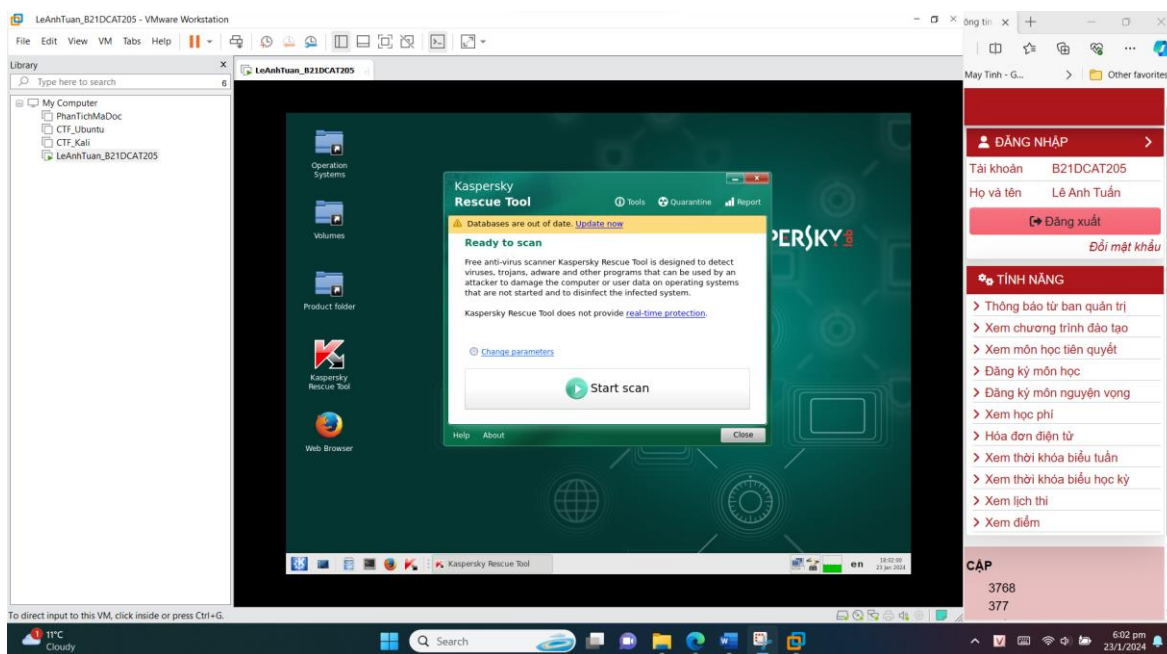 LeAnhTuan_B21DCAT205 - VMware Workstation
File Edit View VM Tabs Help
Library
Type here to search
6
My Computer
PhanTichMaDoc
CTF_Ubuntu
CTF_Kali
LeAnhTuan_B21DCAT205
LeAnhTuan_B21DCAT205
Operation
Systems
Volumes
Product folder
Kaspersky
Rescue Tool
Web Browser
Kaspersky
Rescue Tool
Tools Quarantine Report
Databases are out of date. Update now
Ready to scan
Free anti-virus scanner Kaspersky Rescue Tool is designed to detect
viruses, trojans, adware and other programs that can be used by an
attacker to damage the computer or user data on operating systems
that are not started and to disinfect the infected system.
Kaspersky Rescue Tool does not provide real-time protection.
Change parameters
Start scan
Help About Close
PERSKY lab
Kaspersky Rescue Tool
en
23 Jan 2024
To direct input to this VM, click inside or press Ctrl+G.
ông tin
May Tinh - G...
Other favorites
ĐĂNG NHẬP
Tài khoản B21DCAT205
Họ và tên Lê Anh Tuấn
Đăng xuất
Đổi mật khẩu
TÍNH NĂNG
Thông báo từ ban quản trị
Xem chương trình đào tạo
Xem môn học tiên quyết
Đăng ký môn học
Đăng ký môn nguyện vọng
Xem học phí
Hóa đơn điện tử
Xem thời khóa biểu tuần
Xem thời khóa biểu học kỳ
Xem lịch thi
Xem điểm
CẬP
3768
377
11°C
Cloudy
Search
6:02 pm
23/1/2024